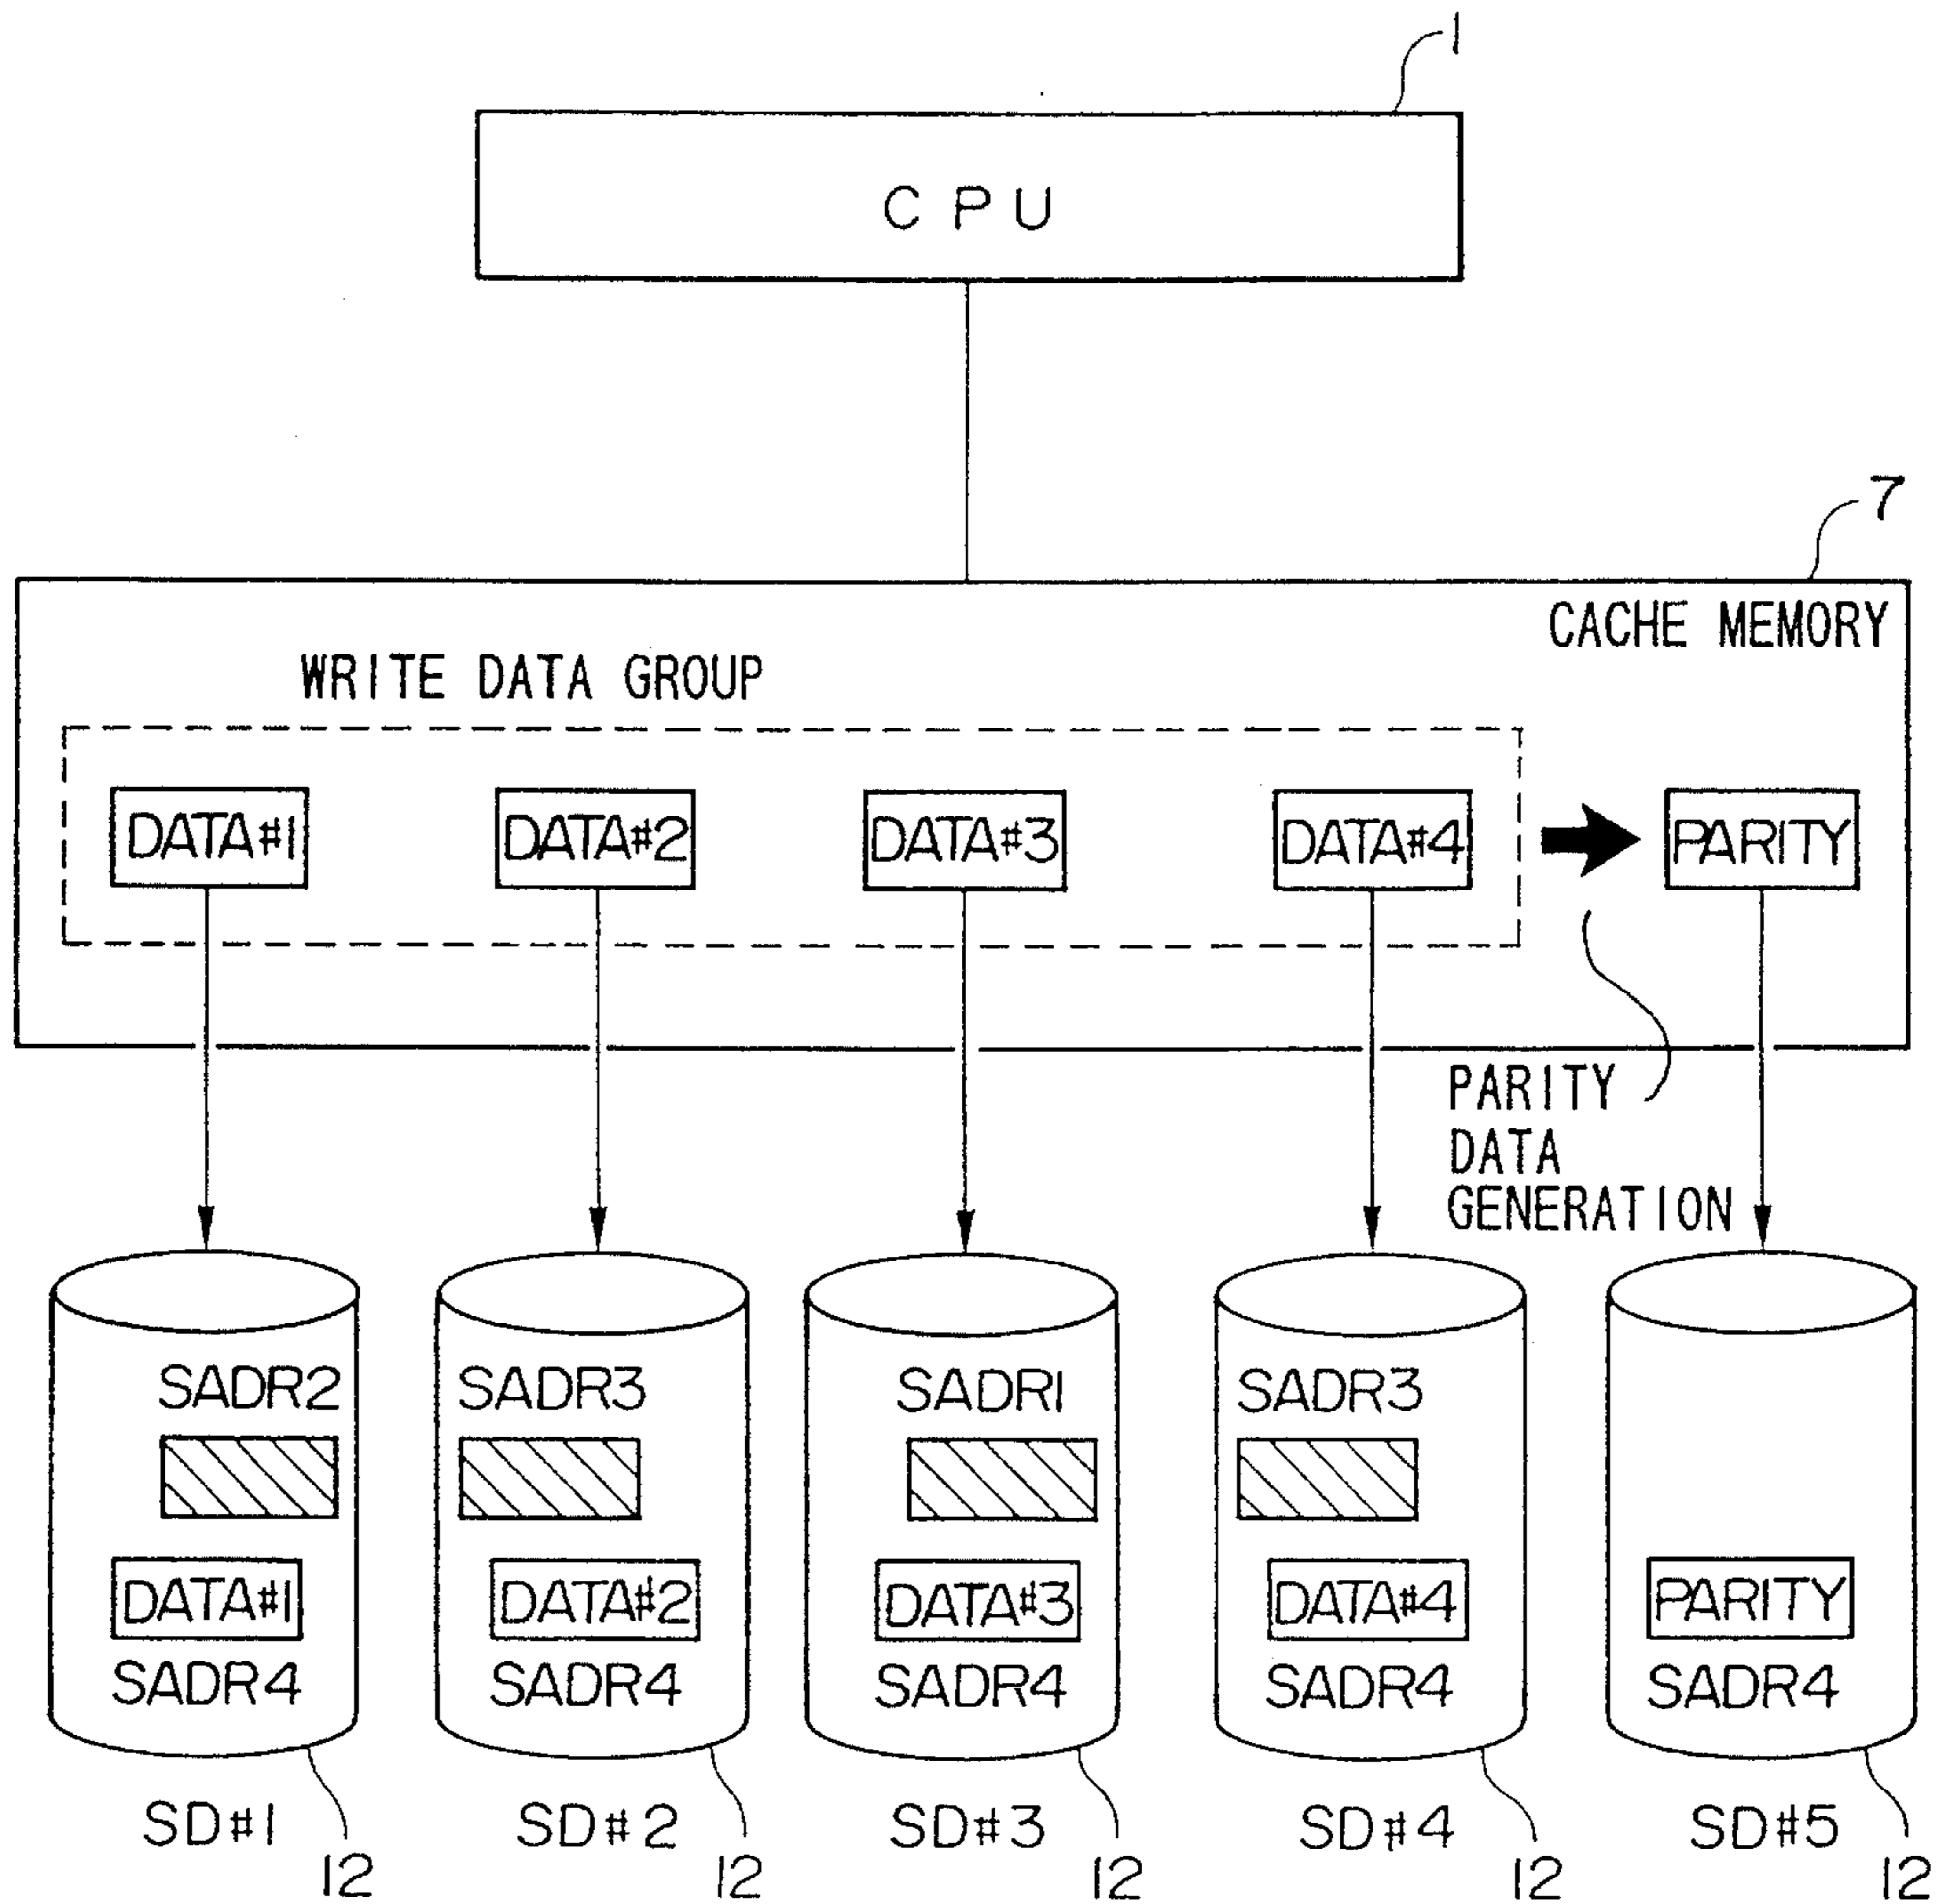 1
CPU
7
CACHE MEMORY
WRITE DATA GROUP
DATA#1 DATA#2 DATA#3 DATA#4 PARITY
PARITY
DATA
GENERATION
SADR2 SADR3 SADR1 SADR3
DATA#1 DATA#2 DATA#3 DATA#4 PARITY
SADR4 SADR4 SADR4 SADR4 SADR4
SD#1 SD#2 SD#3 SD#4 SD#5
12 12 12 12 12